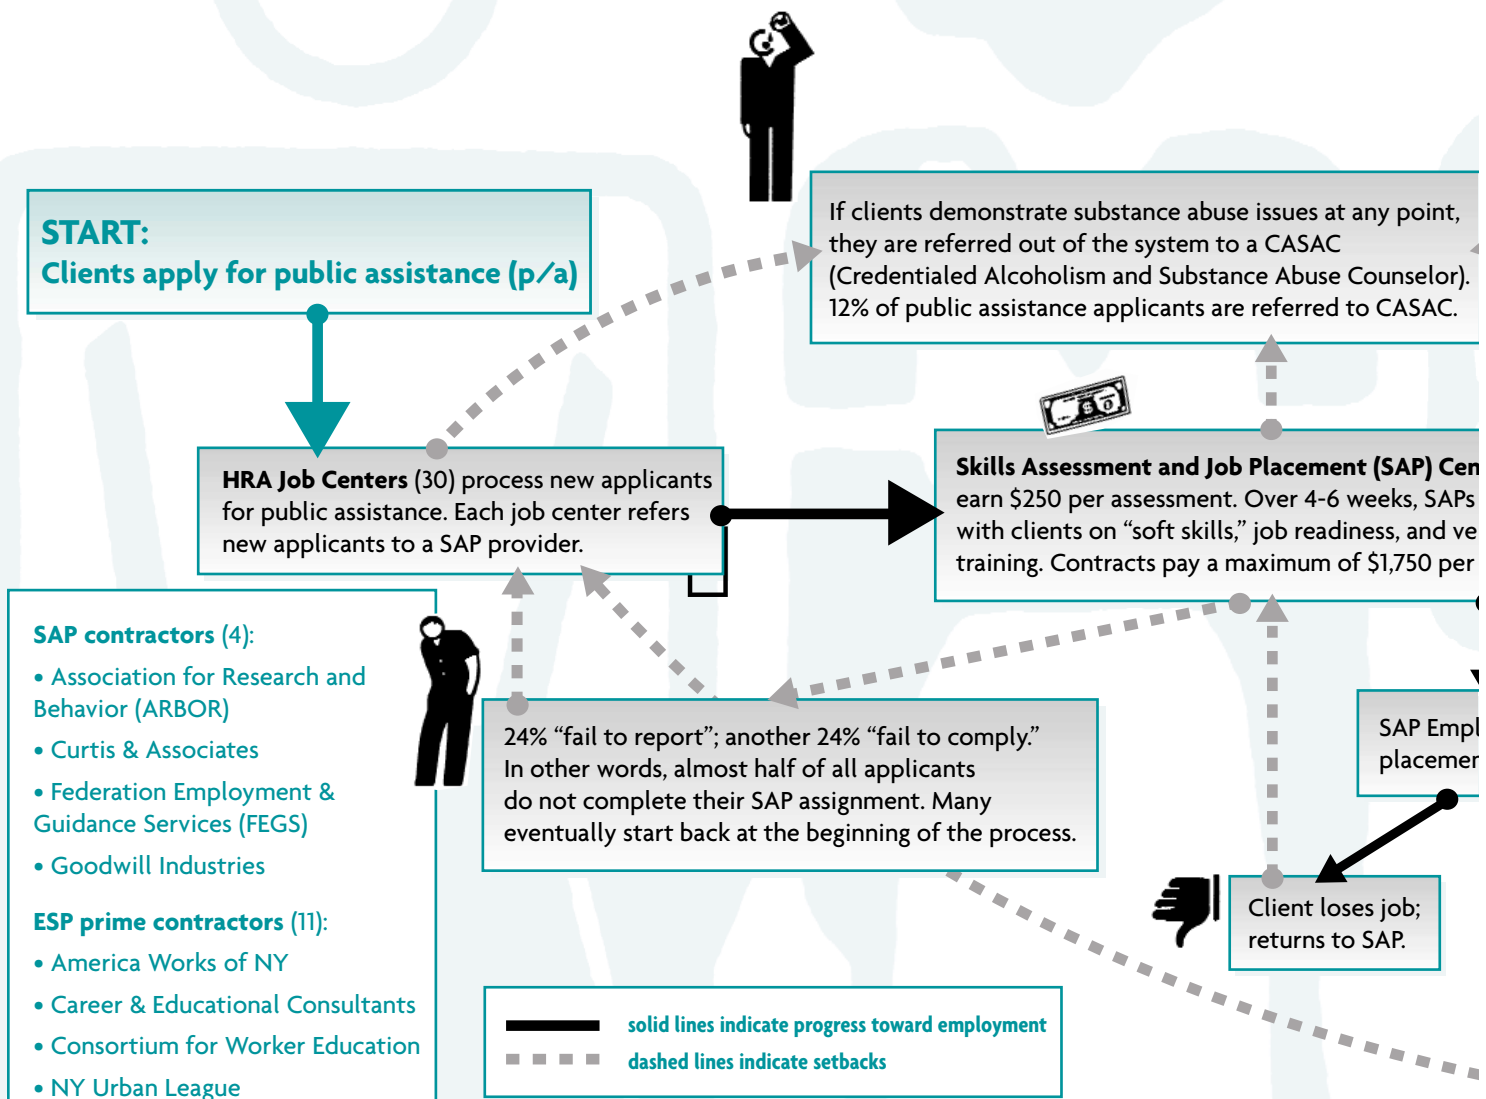 START:
Clients apply for public assistance (p/a)
If clients demonstrate substance abuse issues at any point,
they are referred out of the system to a CASAC
(Credentialed Alcoholism and Substance Abuse Counselor).
12% of public assistance applicants are referred to CASAC.
HRA Job Centers (30) process new applicants
for public assistance. Each job center refers
new applicants to a SAP provider.
Skills Assessment and Job Placement (SAP)
earn $250 per assessment. Over 4-6 weeks, SAPs
with clients on “soft skills,” job readiness, and
training. Contracts pay a maximum of $1,750 per
SAP contractors (4):
• Association for Research and
Behavior (ARBOR)
• Curtis & Associates
• Federation Employment &
Guidance Services (FEGS)
• Goodwill Industries
ESP prime contractors (11):
• America Works of NY
• Career & Educational Consultants
• Consortium for Worker Education
• NY Urban League
24% “fail to report”; another 24% “fail to comply.”
In other words, almost half of all applicants
do not complete their SAP assignment. Many
eventually start back at the beginning of the process.
SAP
Client loses job;
returns to SAP.
solid lines indicate progress toward employment
dashed lines indicate setbacks